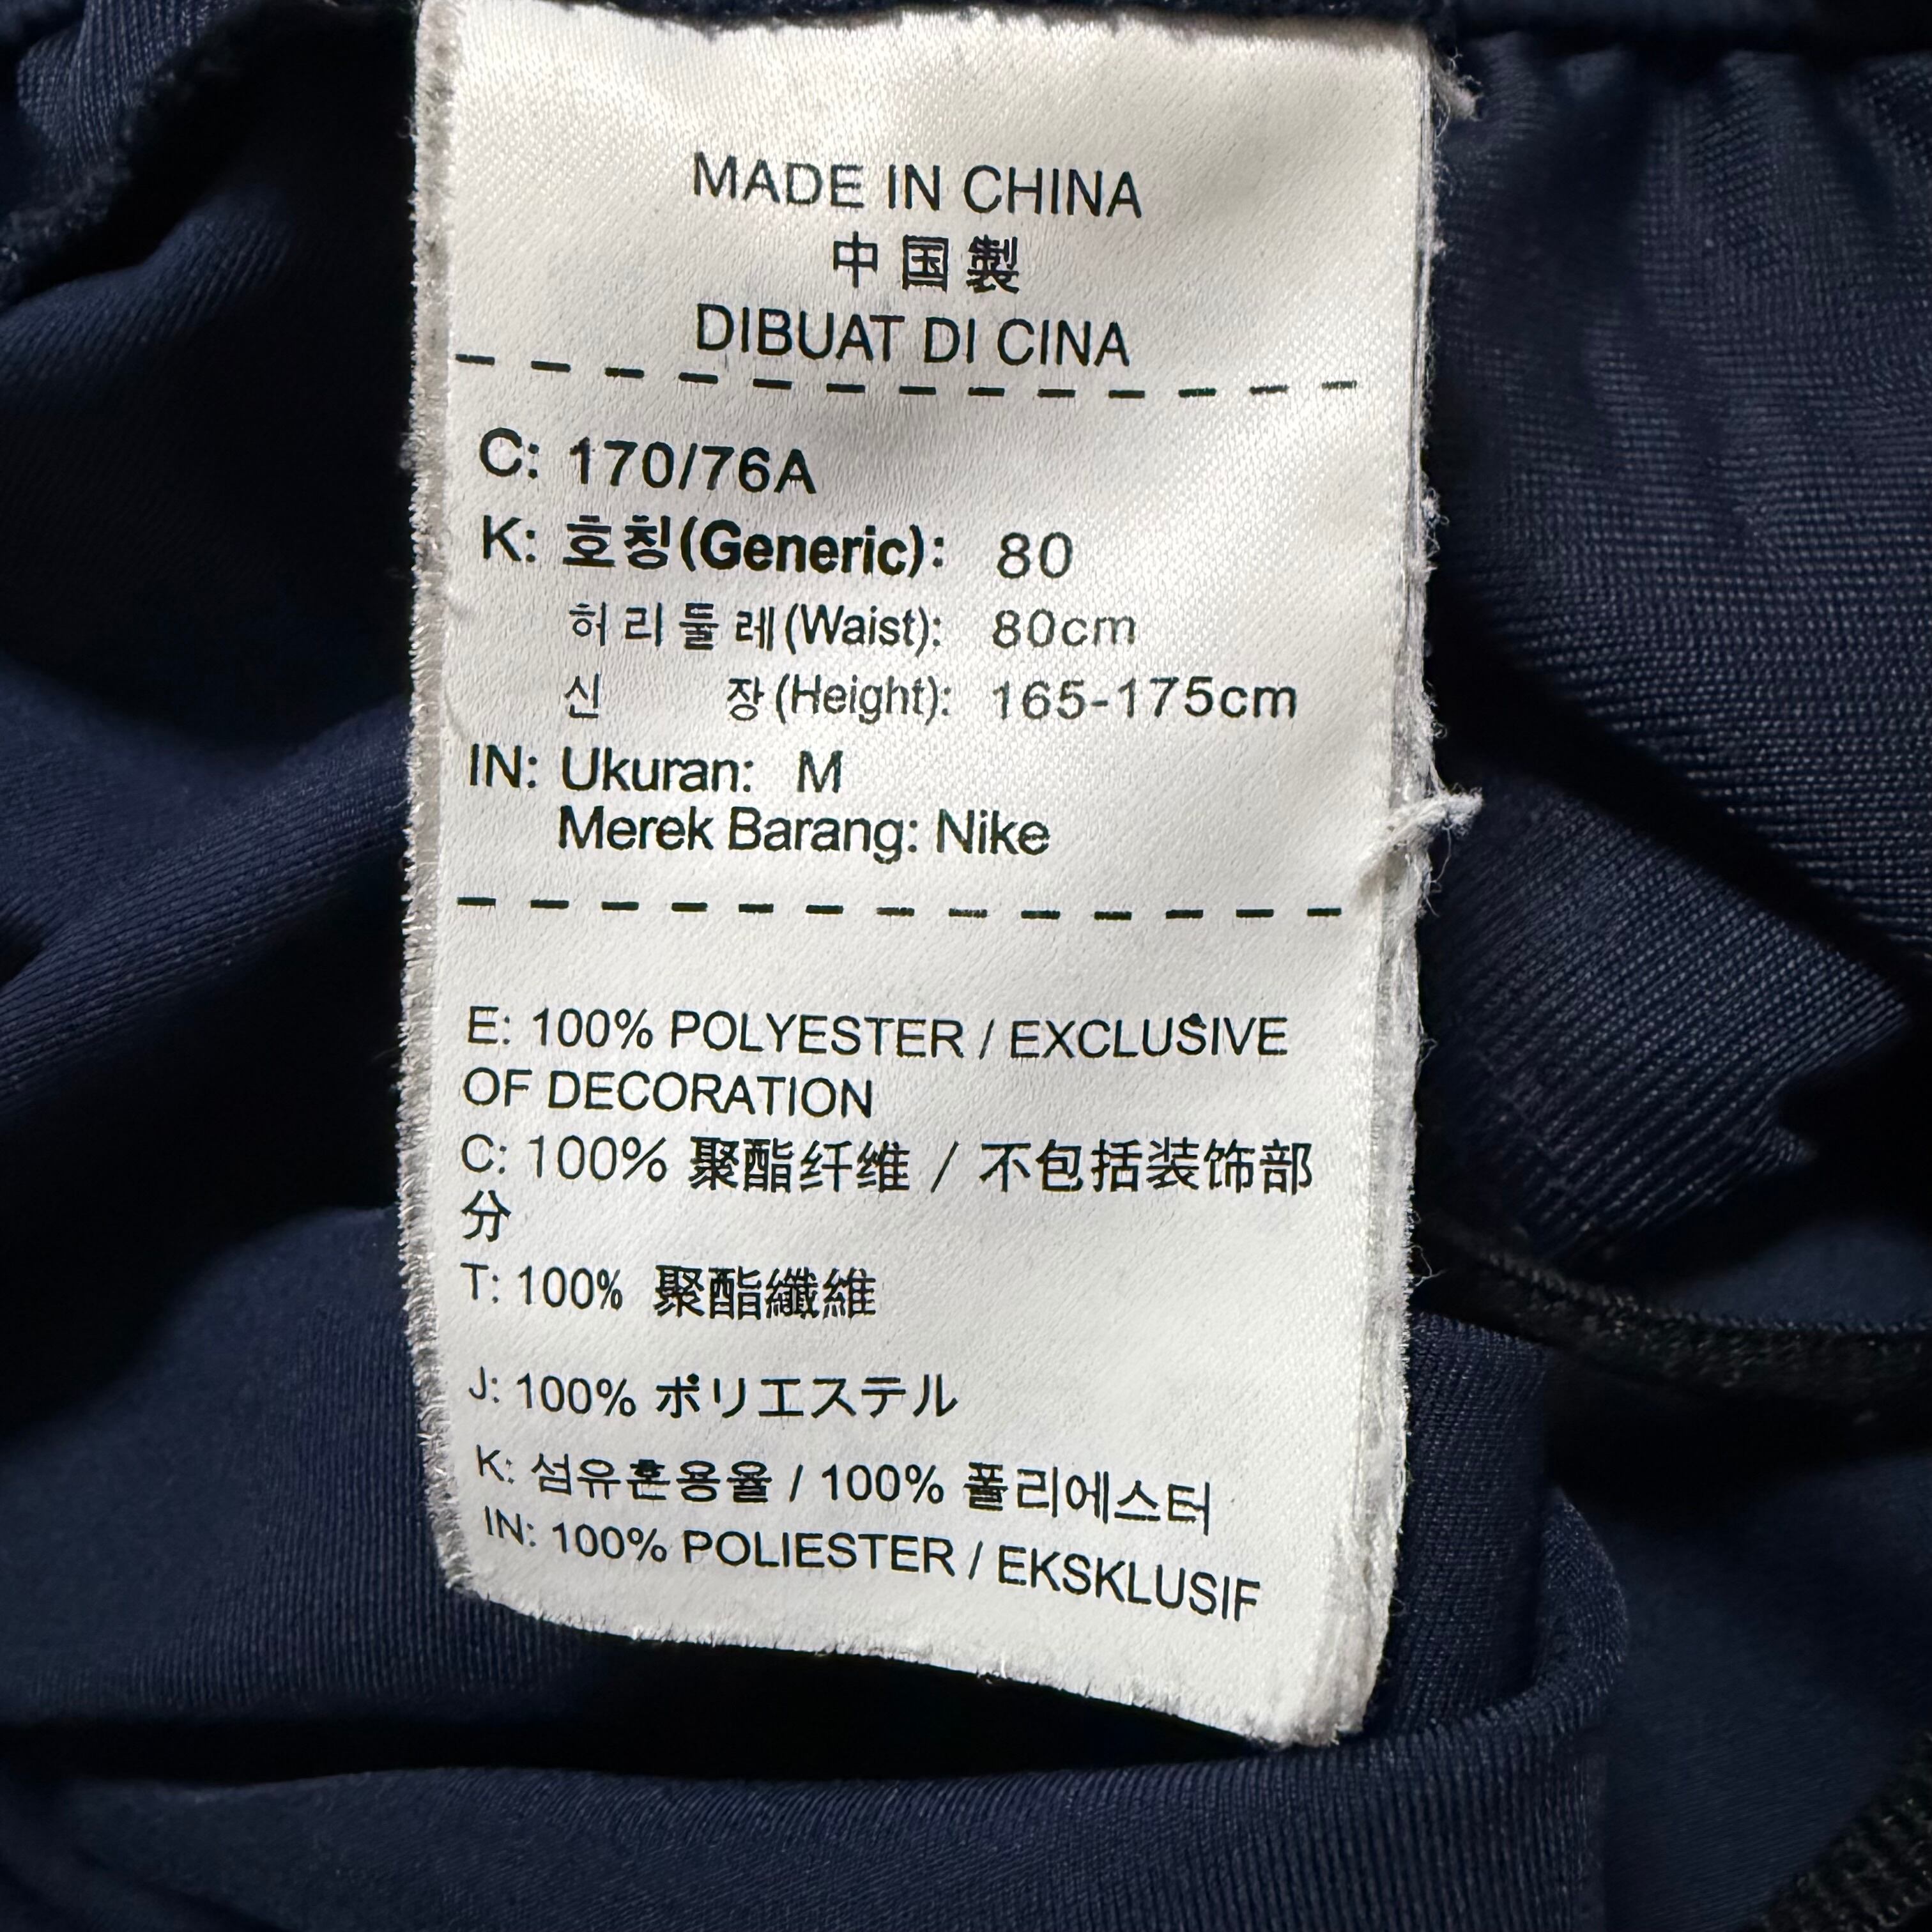 MADE IN CHINA
中国製
DIBUAT DI CINA
C: 170/76A
K: 호칭(Generic): 80
허리둘레(Waist): 80cm
신 장(Height): 165-175cm
IN: Ukuran: M
Merek Barang: Nike
E: 100% POLYESTER / EXCLUSIVE
OF DECORATION
C: 100% 聚酯纤维 / 不包括装饰部
分
T: 100% 聚酯纖維
J: 100% ポリエステル
K: 섬유혼용율 / 100% 폴리에스터
IN: 100% POLIESTER / EKSKLUSIF